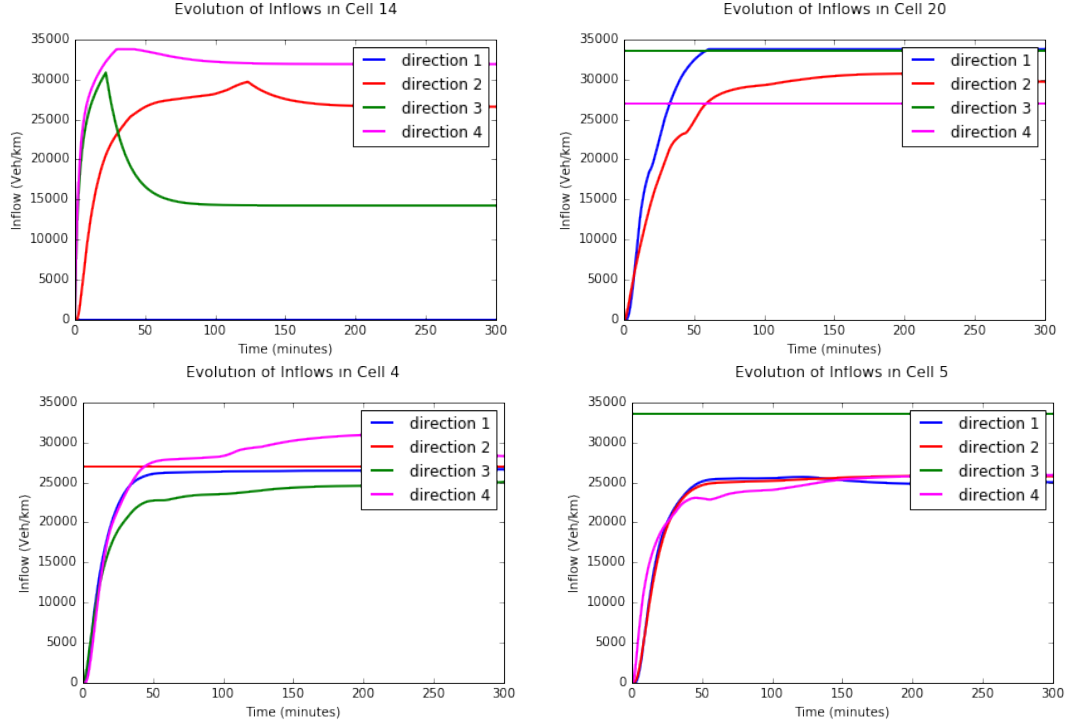 Evolution of Inflows in Cell 14
Inflow (Veh/km)
35000
30000
25000
20000
15000
10000
5000
0
direction 1
direction 2
direction 3
direction 4
0 50 100 150 200 250 300
Time (minutes)
Evolution of Inflows in Cell 20
Inflow (Veh/km)
35000
30000
25000
20000
15000
10000
5000
0
direction 1
direction 2
direction 3
direction 4
0 50 100 150 200 250 300
Time (minutes)
Evolution of Inflows in Cell 4
Inflow (Veh/km)
35000
30000
25000
20000
15000
10000
5000
0
direction 1
direction 2
direction 3
direction 4
0 50 100 150 200 250 300
Time (minutes)
Evolution of Inflows in Cell 5
Inflow (Veh/km)
35000
30000
25000
20000
15000
10000
5000
0
direction 1
direction 2
direction 3
direction 4
0 50 100 150 200 250 300
Time (minutes)